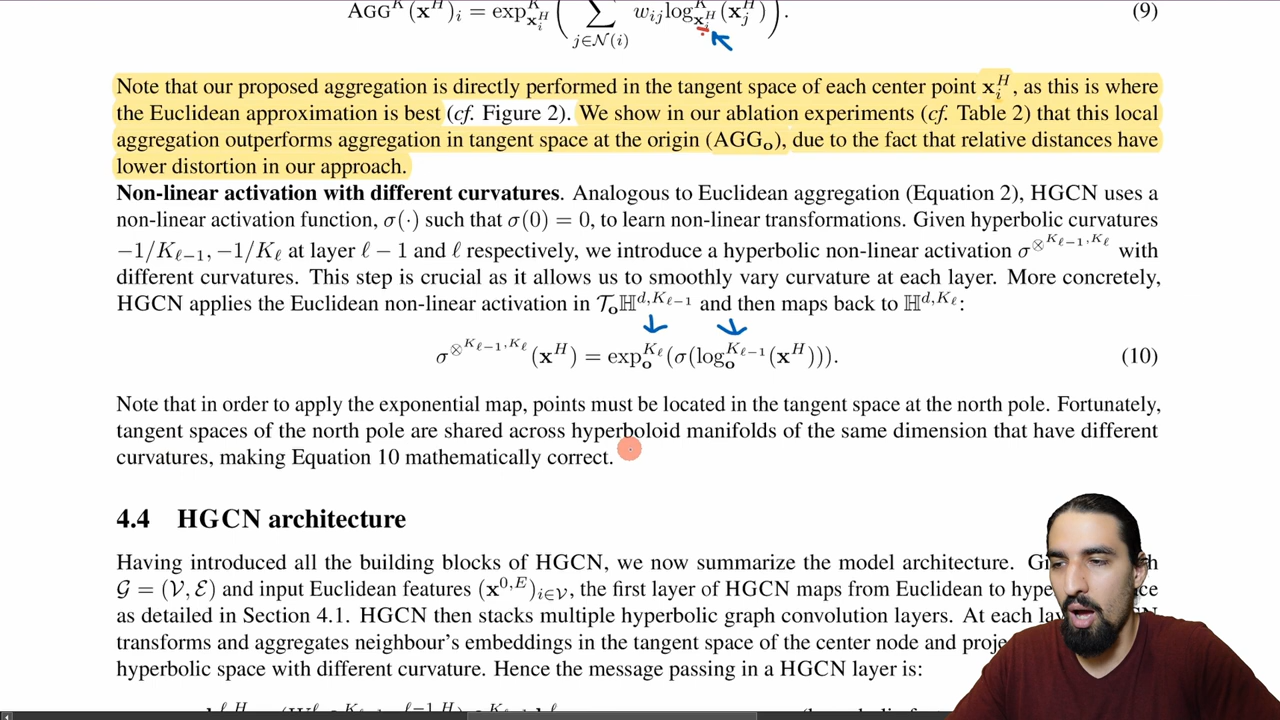 AGG^K(x^H)_i = exp^K_{x_i^H} ( ∑_{j∈N(i)} w_{ij} log^K_{x_i^H}(x_j^H) ). (9)
Note that our proposed aggregation is directly performed in the tangent space of each center point x_i^H, as this is where
the Euclidean approximation is best (cf. Figure 2). We show in our ablation experiments (cf. Table 2) that this local
aggregation outperforms aggregation in tangent space at the origin (AGG_o), due to the fact that relative distances have
lower distortion in our approach.
Non-linear activation with different curvatures. Analogous to Euclidean aggregation (Equation 2), HGCN uses a
non-linear activation function, σ(·) such that σ(0) = 0, to learn non-linear transformations. Given hyperbolic curvatures
−1/K_{ℓ−1}, −1/K_ℓ at layer ℓ − 1 and ℓ respectively, we introduce a hyperbolic non-linear activation σ^{⊗^{K_{ℓ−1},K_ℓ}} with
different curvatures. This step is crucial as it allows us to smoothly vary curvature at each layer. More concretely,
HGCN applies the Euclidean non-linear activation in T_oℍ^{d,K_{ℓ−1}} and then maps back to ℍ^{d,K_ℓ}:
σ^{⊗^{K_{ℓ−1},K_ℓ}}(x^H) = exp_o^{K_ℓ}(σ(log_o^{K_{ℓ−1}}(x^H))). (10)
Note that in order to apply the exponential map, points must be located in the tangent space at the north pole. Fortunately,
tangent spaces of the north pole are shared across hyperboloid manifolds of the same dimension that have different
curvatures, making Equation 10 mathematically correct.
4.4 HGCN architecture
Having introduced all the building blocks of HGCN, we now summarize the model architecture.
G = (V, E) and input Euclidean features (x^{0,E})_{i∈V}, the first layer of HGCN maps from Euclidean to
as detailed in Section 4.1. HGCN then stacks multiple hyperbolic graph convolution layers. At each
transforms and aggregates neighbour's embeddings in the tangent space of the center node and
hyperbolic space with different curvature. Hence the message passing in a HGCN layer is: